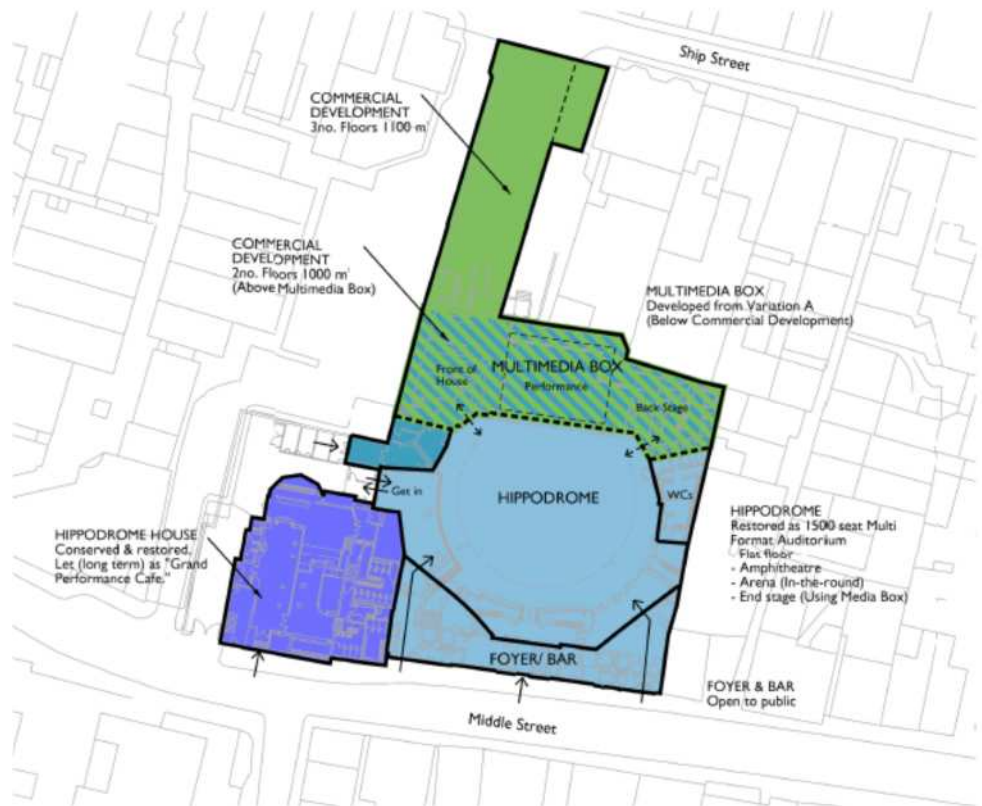 Ship Street
COMMERCIAL
DEVELOPMENT
3no. Floors 1100 m²
COMMERCIAL
DEVELOPMENT
2no. Floors 1000 m²
(Above Multimedia Box)
MULTIMEDIA BOX
Developed from Variation A
(Below Commercial Development)
Front of
House
MULTIMEDIA BOX
Performance
Back Stage
Get in
HIPPODROME
WCs
HIPPODROME HOUSE
Conserved & restored.
Let (long term) as "Grand
Performance Cafe."
HIPPODROME
Restored as 1500 seat Multi
Format Auditorium
Flat floor
- Amphitheatre
- Arena (In-the-round)
- End stage (Using Media Box)
FOYER/ BAR
FOYER & BAR
Open to public
Middle Street